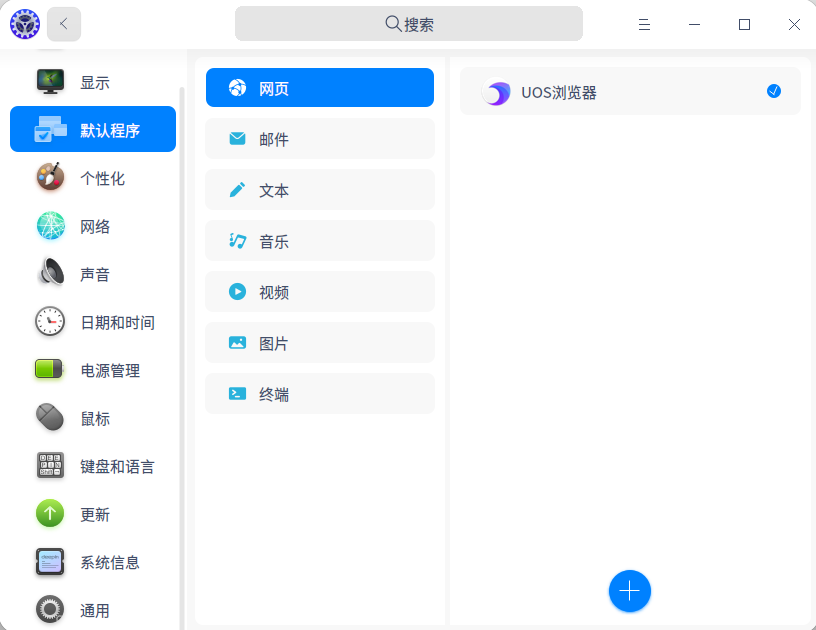 搜索
显示
默认程序
个性化
网络
声音
日期和时间
电源管理
鼠标
键盘和语言
更新
系统信息
通用
网页
邮件
文本
音乐
视频
图片
终端
UOS浏览器